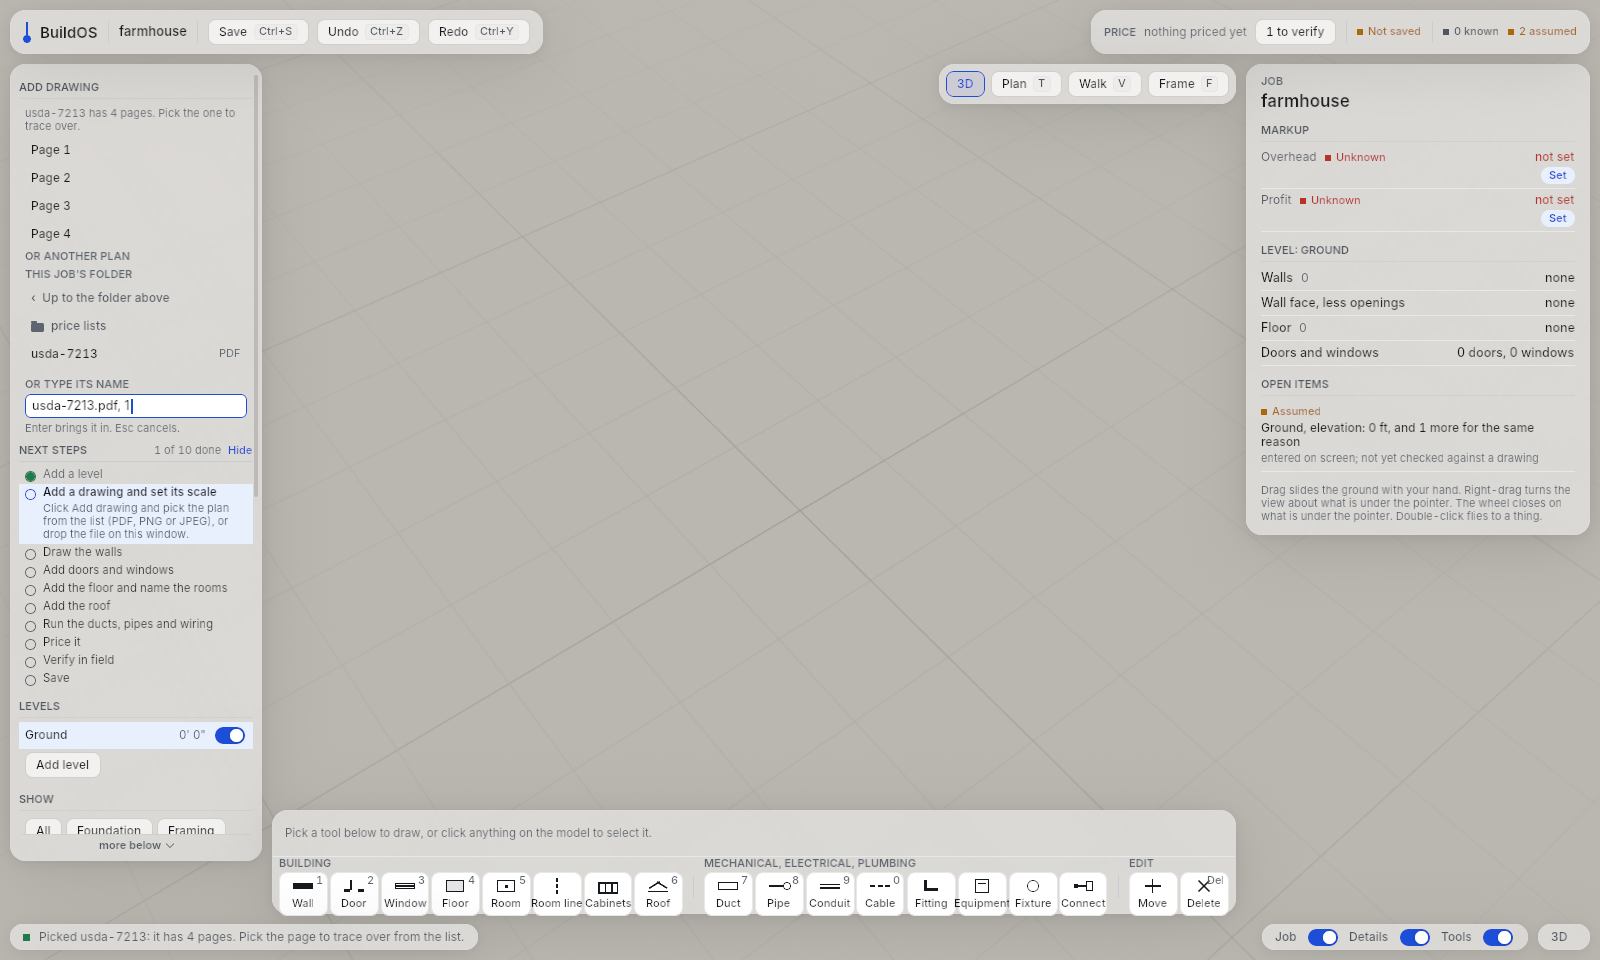 BuildOS
farmhouse
Save Ctrl+S
Undo Ctrl+Z
Redo Ctrl+Y
PRICE nothing priced yet
1 to verify
Not saved
0 known
2 assumed
ADD DRAWING
usda-7213 has 4 pages. Pick the one to
trace over.
Page 1
Page 2
Page 3
Page 4
OR ANOTHER PLAN
THIS JOB'S FOLDER
‹ Up to the folder above
price lists
usda-7213 PDF
OR TYPE ITS NAME
usda-7213.pdf, 1
Enter brings it in. Esc cancels.
NEXT STEPS 1 of 10 done Hide
Add a level
Add a drawing and set its scale
Click Add drawing and pick the plan
from the list (PDF, PNG or JPEG), or
drop the file on this window.
Draw the walls
Add doors and windows
Add the floor and name the rooms
Add the roof
Run the ducts, pipes and wiring
Price it
Verify in field
Save
LEVELS
Ground 0' 0"
Add level
SHOW
All Foundation Framing
more below
3D
Plan T
Walk V
Frame F
JOB
farmhouse
MARKUP
Overhead Unknown not set
Set
Profit Unknown not set
Set
LEVEL: GROUND
Walls 0 none
Wall face, less openings none
Floor 0 none
Doors and windows 0 doors, 0 windows
OPEN ITEMS
Assumed
Ground, elevation: 0 ft, and 1 more for the same
reason
entered on screen; not yet checked against a drawing
Drag slides the ground with your hand. Right-drag turns the
view about what is under the pointer. The wheel closes on
what is under the pointer. Double-click flies to a thing.
Pick a tool below to draw, or click anything on the model to select it.
BUILDING
1 Wall
2 Door
3 Window
4 Floor
5 Room
Room line
Cabinets
6 Roof
MECHANICAL, ELECTRICAL, PLUMBING
7 Duct
8 Pipe
9 Conduit
0 Cable
Fitting
Equipment
Fixture
Connect
EDIT
Move
Del Delete
Picked usda-7213: it has 4 pages. Pick the page to trace over from the list.
Job
Details
Tools
3D